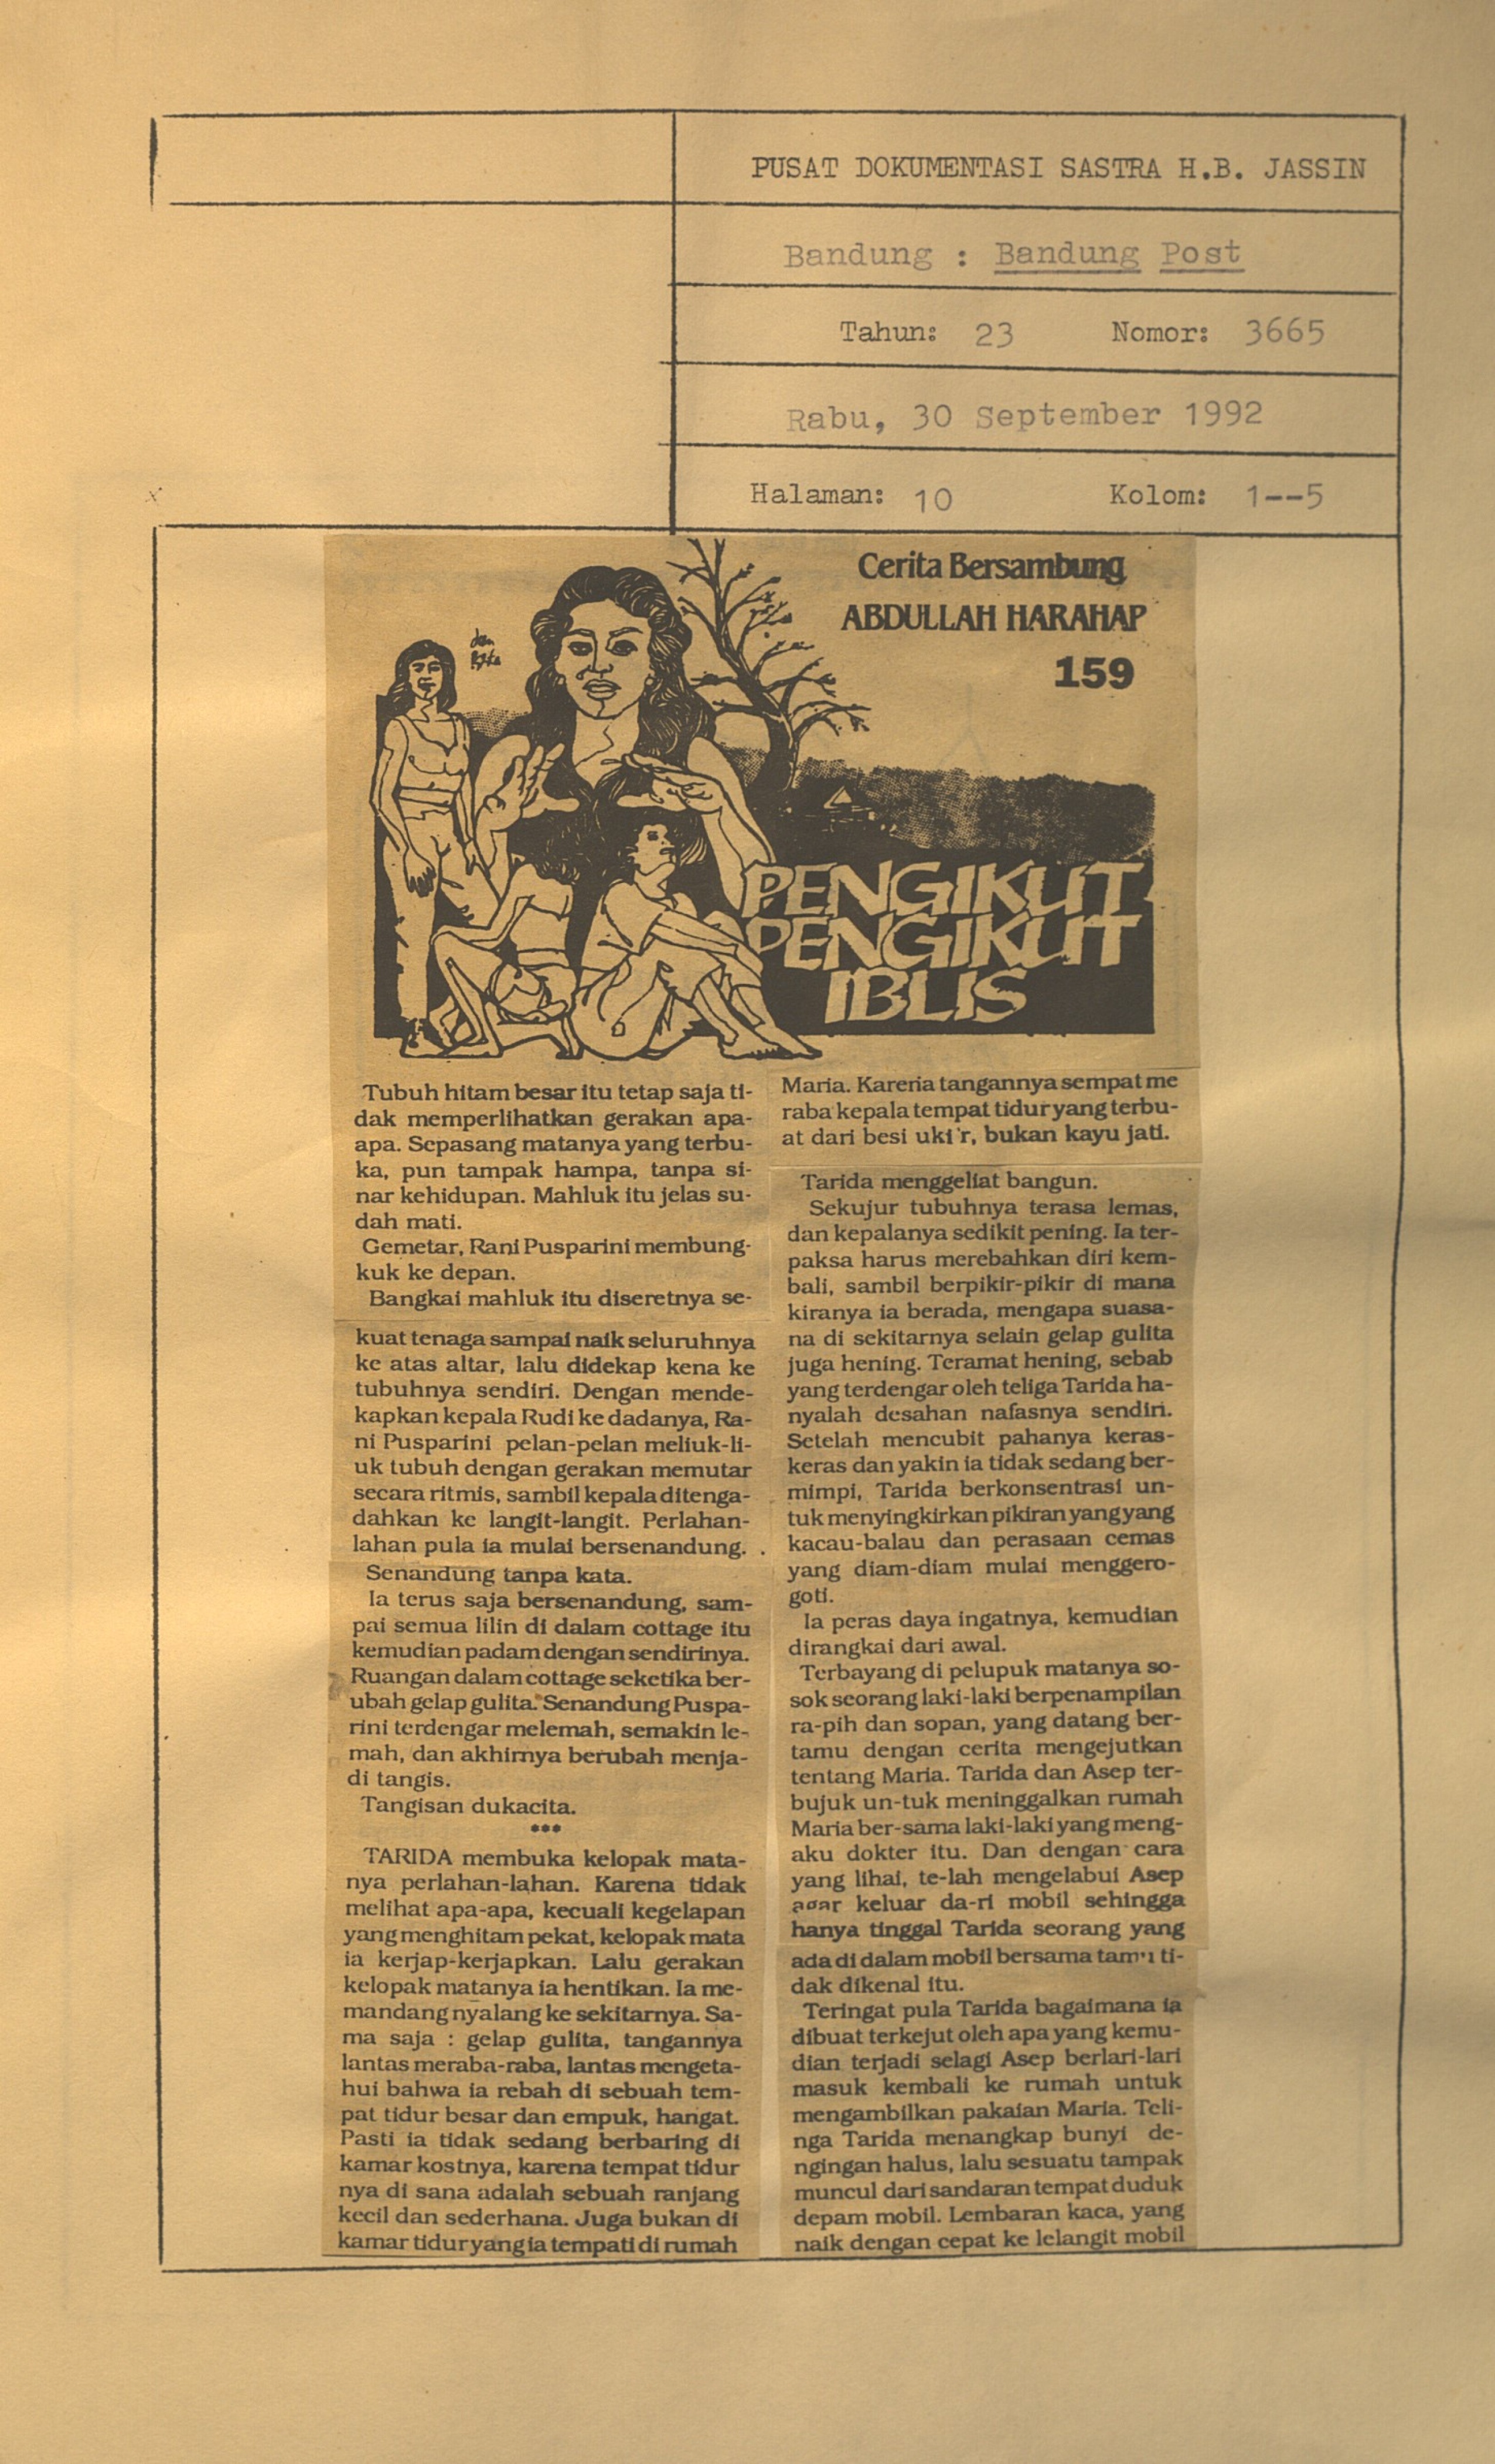 PUSAT DOKUMENTASI SASTRA H.B. JASSIN
Bandung : Bandung Post
Tahun: 23 Nomor: 3665
Rabu, 30 September 1992
Halaman: 10 Kolom: 1--5
Cerita Bersambung
ABDULLAH HARAHAP
159
PENGIKUT
PENGIKUT
IBLIS
Tubuh hitam besar itu tetap saja ti-
dak memperlihatkan gerakan apa-
apa. Sepasang matanya yang terbu-
ka, pun tampak hampa, tanpa si-
nar kehidupan. Mahluk itu jelas su-
dah mati.
Gemetar, Rani Pusparini membung-
kuk ke depan.
Bangkai mahluk itu diseretnya se-
kuat tenaga sampai naik seluruhnya
ke atas altar, lalu didekap kena ke
tubuhnya sendiri. Dengan mende-
kapkan kepala Rudi ke dadanya, Ra-
ni Pusparini pelan-pelan meliuk-li-
uk tubuh dengan gerakan memutar
secara ritmis, sambil kepala ditenga-
dahkan ke langit-langit. Perlahan-
lahan pula ia mulai bersenandung.
Senandung tanpa kata.
Ia terus saja bersenandung, sam-
pai semua lilin di dalam cottage itu
kemudian padam dengan sendirinya.
Ruangan dalam cottage seketika ber-
ubah gelap gulita. Senandung Puspa-
rini terdengar melemah, semakin le-
mah, dan akhirnya berubah menja-
di tangis.
Tangisan dukacita.
***
TARIDA membuka kelopak mata-
nya perlahan-lahan. Karena tidak
melihat apa-apa, kecuali kegelapan
yang menghitam pekat, kelopak mata
ia kerjap-kerjapkan. Lalu gerakan
kelopak matanya ia hentikan. Ia me-
mandang nyalang ke sekitarnya. Sa-
ma saja : gelap gulita, tangannya
lantas meraba-raba, lantas mengeta-
hui bahwa ia rebah di sebuah tem-
pat tidur besar dan empuk, hangat.
Pasti ia tidak sedang berbaring di
kamar kostnya, karena tempat tidur
nya di sana adalah sebuah ranjang
kecil dan sederhana. Juga bukan di
kamar tidur yang ia tempati di rumah
Maria. Kareria tangannya sempat me
raba kepala tempat tidur yang terbu-
at dari besi uki'r, bukan kayu jati.
Tarida menggeliat bangun.
Sekujur tubuhnya terasa lemas,
dan kepalanya sedikit pening. Ia ter-
paksa harus merebahkan diri kem-
bali, sambil berpikir-pikir di mana
kiranya ia berada, mengapa suasa-
na di sekitarnya selain gelap gulita
juga hening. Teramat hening, sebab
yang terdengar oleh teliga Tarida ha-
nyalah desahan nafasnya sendiri.
Setelah mencubit pahanya keras-
keras dan yakin ia tidak sedang ber-
mimpi, Tarida berkonsentrasi un-
tuk menyingkirkan pikiran yangyang
kacau-balau dan perasaan cemas
yang diam-diam mulai menggero-
goti.
Ia peras daya ingatnya, kemudian
dirangkai dari awal.
Terbayang di pelupuk matanya so-
sok seorang laki-laki berpenampilan
ra-pih dan sopan, yang datang ber-
tamu dengan cerita mengejutkan
tentang Maria. Tarida dan Asep ter-
bujuk un-tuk meninggalkan rumah
Maria ber-sama laki-laki yang meng-
aku dokter itu. Dan dengan cara
yang lihai, te-lah mengelabui Asep
agar keluar da-ri mobil sehingga
hanya tinggal Tarida seorang yang
ada di dalam mobil bersama tamu ti-
dak dikenal itu.
Teringat pula Tarida bagaimana ia
dibuat terkejut oleh apa yang kemu-
dian terjadi selagi Asep berlari-lari
masuk kembali ke rumah untuk
mengambilkan pakaian Maria. Teli-
nga Tarida menangkap bunyi de-
ngingan halus, lalu sesuatu tampak
muncul dari sandaran tempat duduk
depam mobil. Lembaran kaca, yang
naik dengan cepat ke lelangit mobil